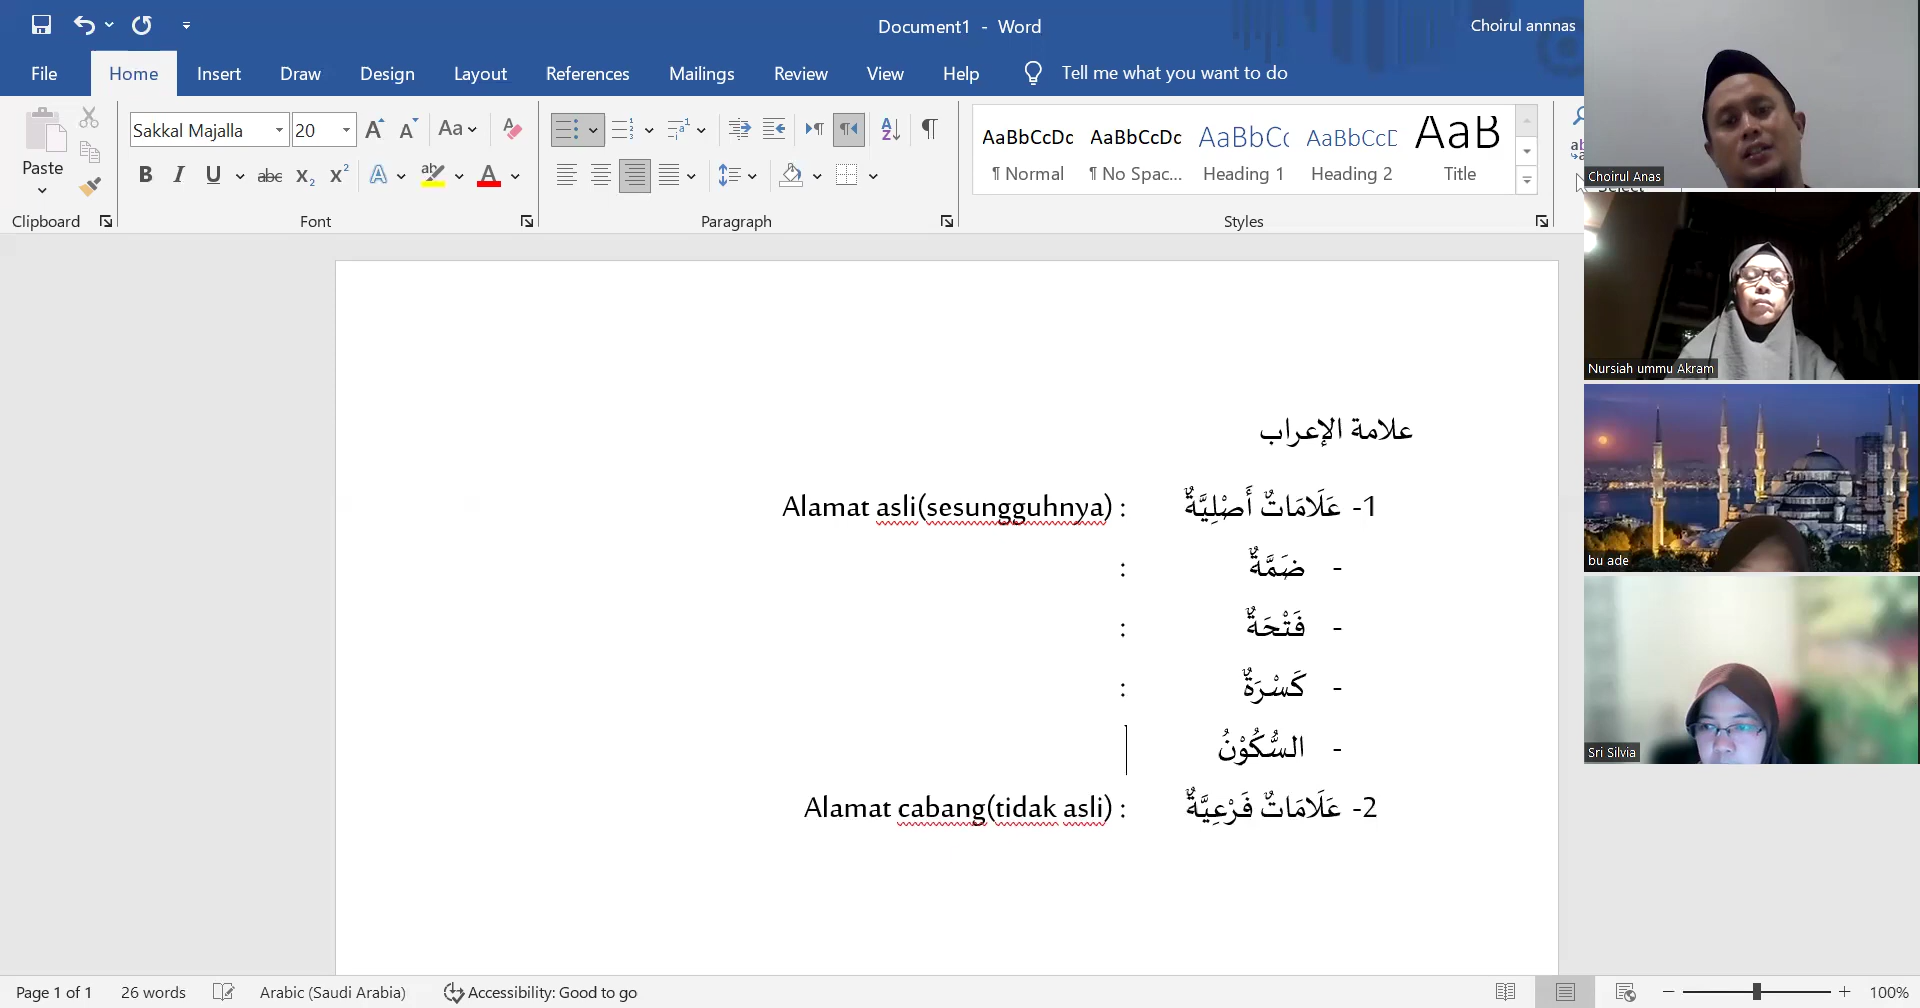 Document1 - Word
Choirul annnas
File Home Insert Draw Design Layout References Mailings Review View Help Tell me what you want to do
Sakkal Majalla 20
Paste
Clipboard Font Paragraph Styles
AaBbCcDc AaBbCcDc AaBbCc AaBbCcD AaB
¶ Normal ¶ No Spac... Heading 1 Heading 2 Title
Choirul Anas
Nursiah ummu Akram
bu ade
Sri Silvia
علامة الإعراب
1- عَلَامَاتٌ أَصْلِيَّةٌ : Alamat asli(sesungguhnya)
- ضَمَّةٌ :
- فَتْحَةٌ :
- كَسْرَةٌ :
- السُّكُوْنُ
2- عَلَامَاتٌ فَرْعِيَّةٌ : Alamat cabang(tidak asli)
Page 1 of 1 26 words Arabic (Saudi Arabia) Accessibility: Good to go 100%